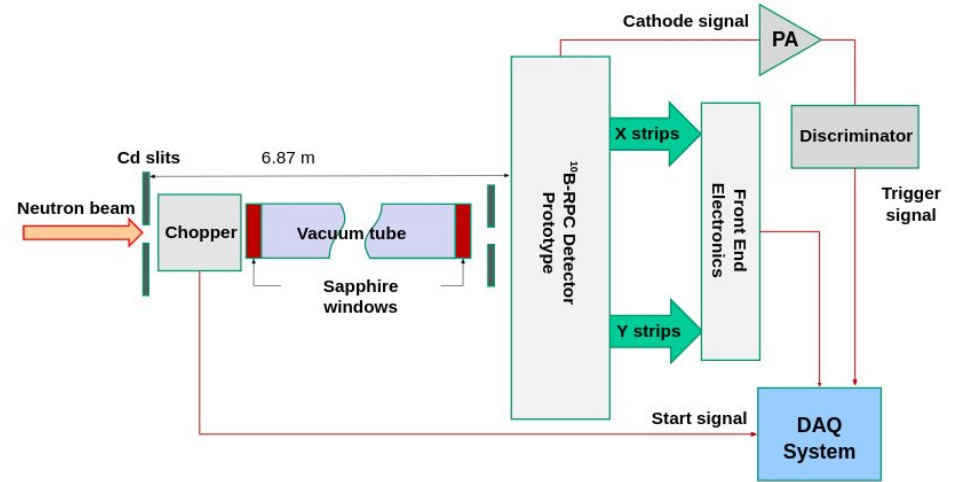 Cathode signal
PA
Cd slits
6.87 m
X strips
Discriminator
Neutron beam
Chopper
Vacuum tube
¹⁰B-RPC Detector
Prototype
Front End
Electronics
Trigger
signal
Sapphire
windows
Y strips
Start signal
DAQ
System